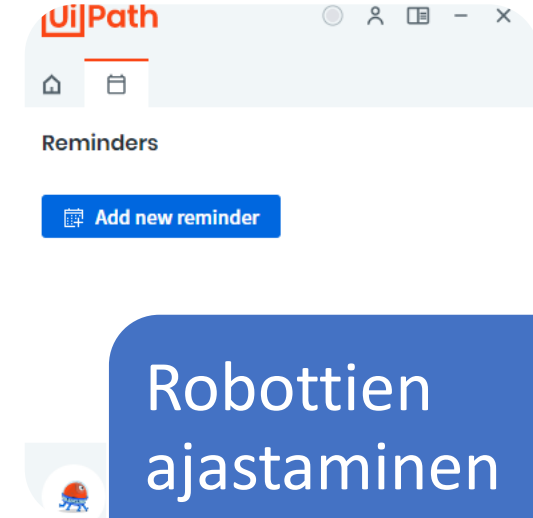 UiPath
Reminders
Add new reminder
Robottien
ajastaminen